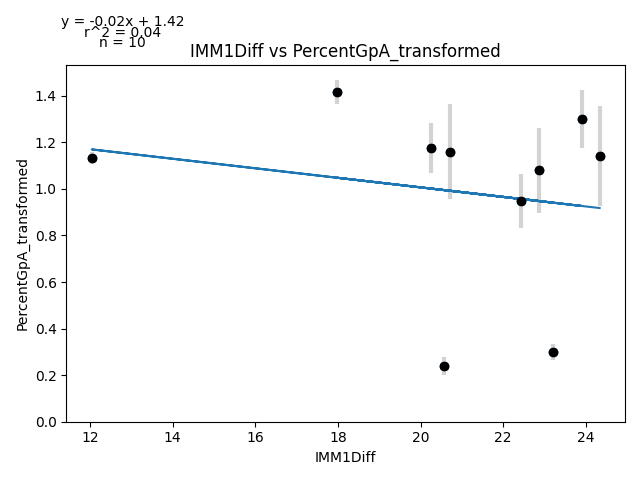 y = -0.02x + 1.42
r^2 = 0.04
n = 10
IMM1Diff vs PercentGpA_transformed
1.4
1.2
1.0
0.8
0.6
0.4
0.2
0.0
PercentGpA_transformed
12 14 16 18 20 22 24
IMM1Diff